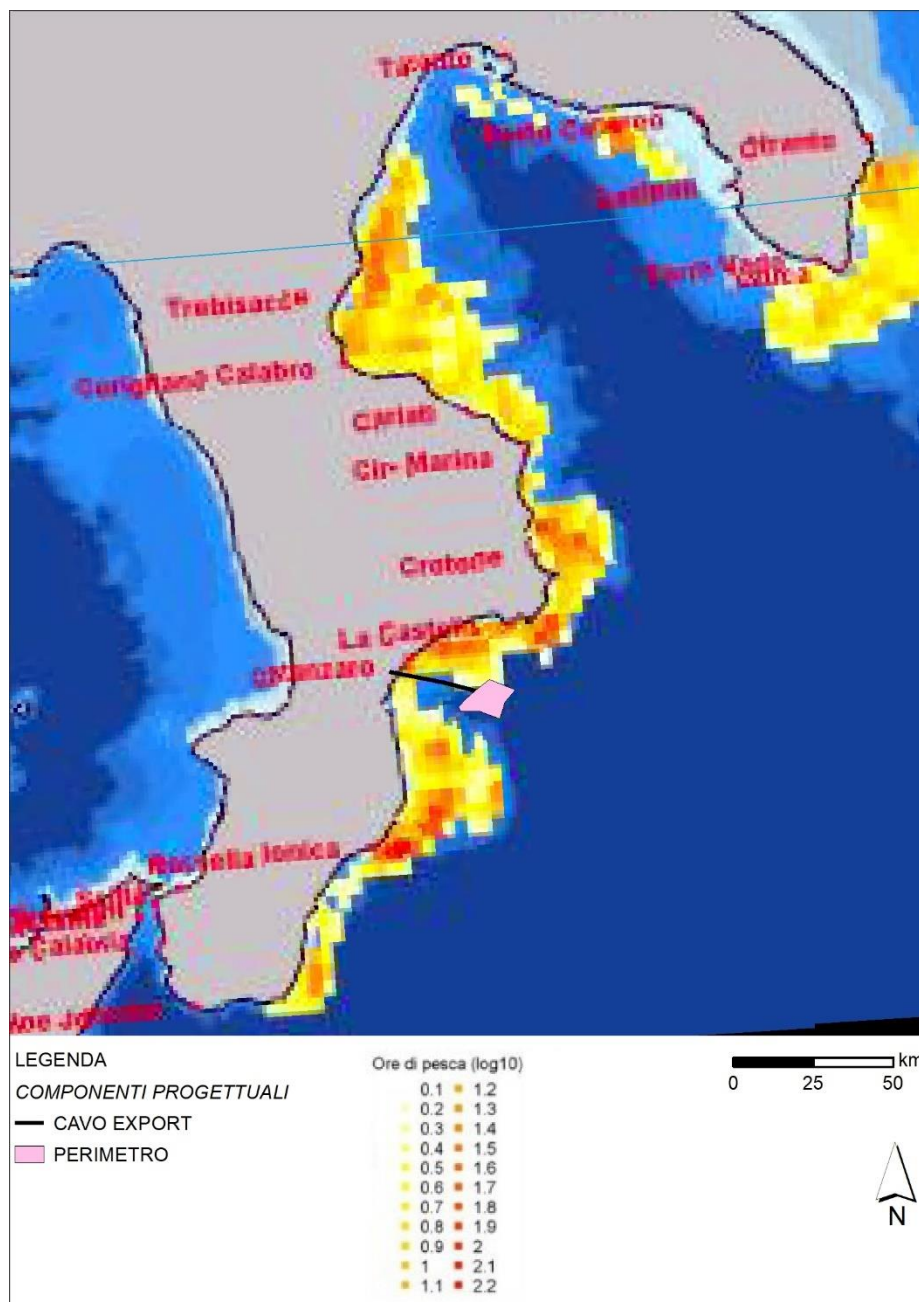 Taranto
Otranto
Trebisacce
Corigliano Calabro
Cariati
Cir- Marina
Crotone
La Castella
Roccella Ionica
Calabria
LEGENDA
COMPONENTI PROGETTUALI
CAVO EXPORT
PERIMETRO
Ore di pesca (log10)
0.1 1.2
0.2 1.3
0.3 1.4
0.4 1.5
0.5 1.6
0.6 1.7
0.7 1.8
0.8 1.9
0.9 2
1 2.1
1.1 2.2
km
0 25 50
N